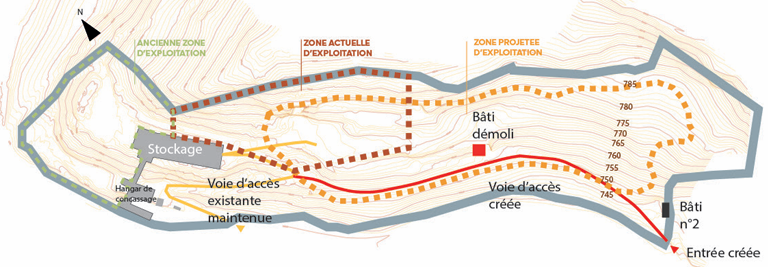 N
ANCIENNE ZONE
D'EXPLOITATION
ZONE ACTUELLE
D'EXPLOITATION
ZONE PROJETEE
D'EXPLOITATION
785
780
775
770
765
760
755
750
745
Bâti
démoli
Stockage
Hangar de
concassage
Voie d'accès
existante
maintenue
Voie d'accès
créée
Bâti
n°2
Entrée créée